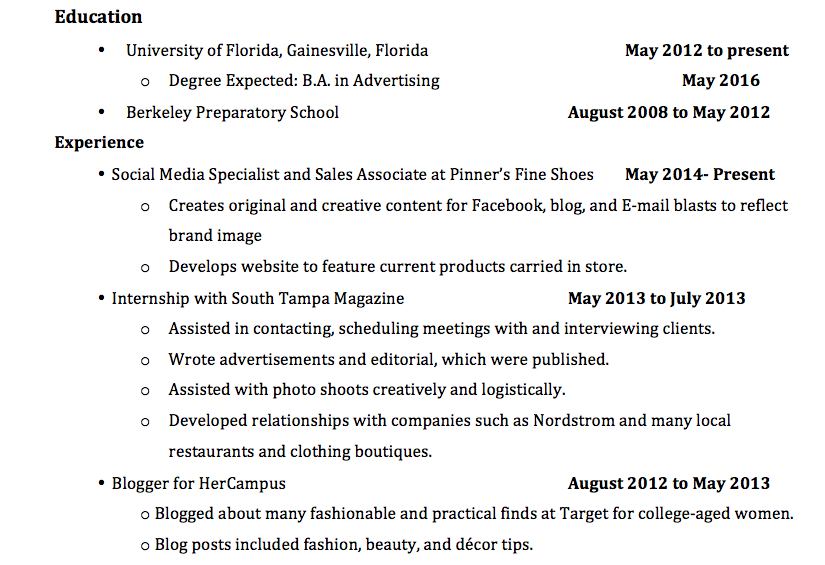 Education
• University of Florida, Gainesville, Florida May 2012 to present
o Degree Expected: B.A. in Advertising May 2016
• Berkeley Preparatory School August 2008 to May 2012
Experience
• Social Media Specialist and Sales Associate at Pinner’s Fine Shoes May 2014- Present
o Creates original and creative content for Facebook, blog, and E-mail blasts to reflect
brand image
o Develops website to feature current products carried in store.
• Internship with South Tampa Magazine May 2013 to July 2013
o Assisted in contacting, scheduling meetings with and interviewing clients.
o Wrote advertisements and editorial, which were published.
o Assisted with photo shoots creatively and logistically.
o Developed relationships with companies such as Nordstrom and many local
restaurants and clothing boutiques.
• Blogger for HerCampus August 2012 to May 2013
o Blogged about many fashionable and practical finds at Target for college-aged women.
o Blog posts included fashion, beauty, and décor tips.